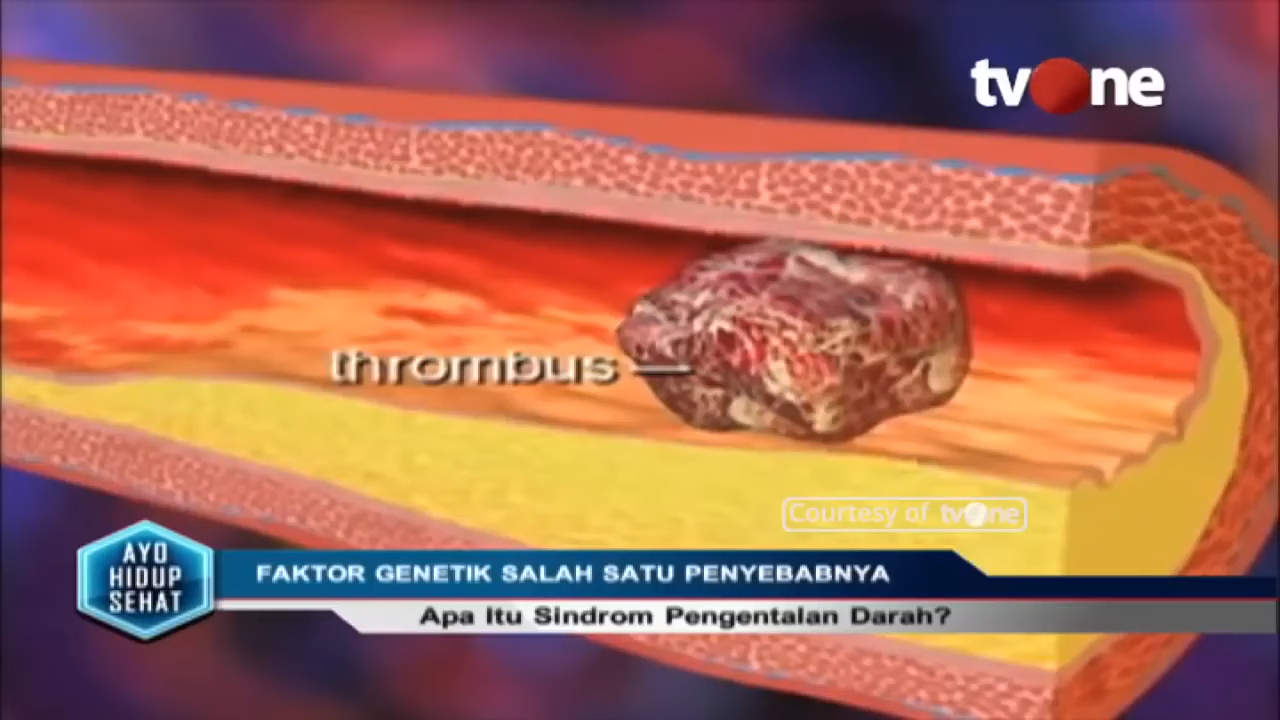 tvOne
thrombus
Courtesy of tvOne
AYO
HIDUP
SEHAT
FAKTOR GENETIK SALAH SATU PENYEBABNYA
Apa Itu Sindrom Pengentalan Darah?